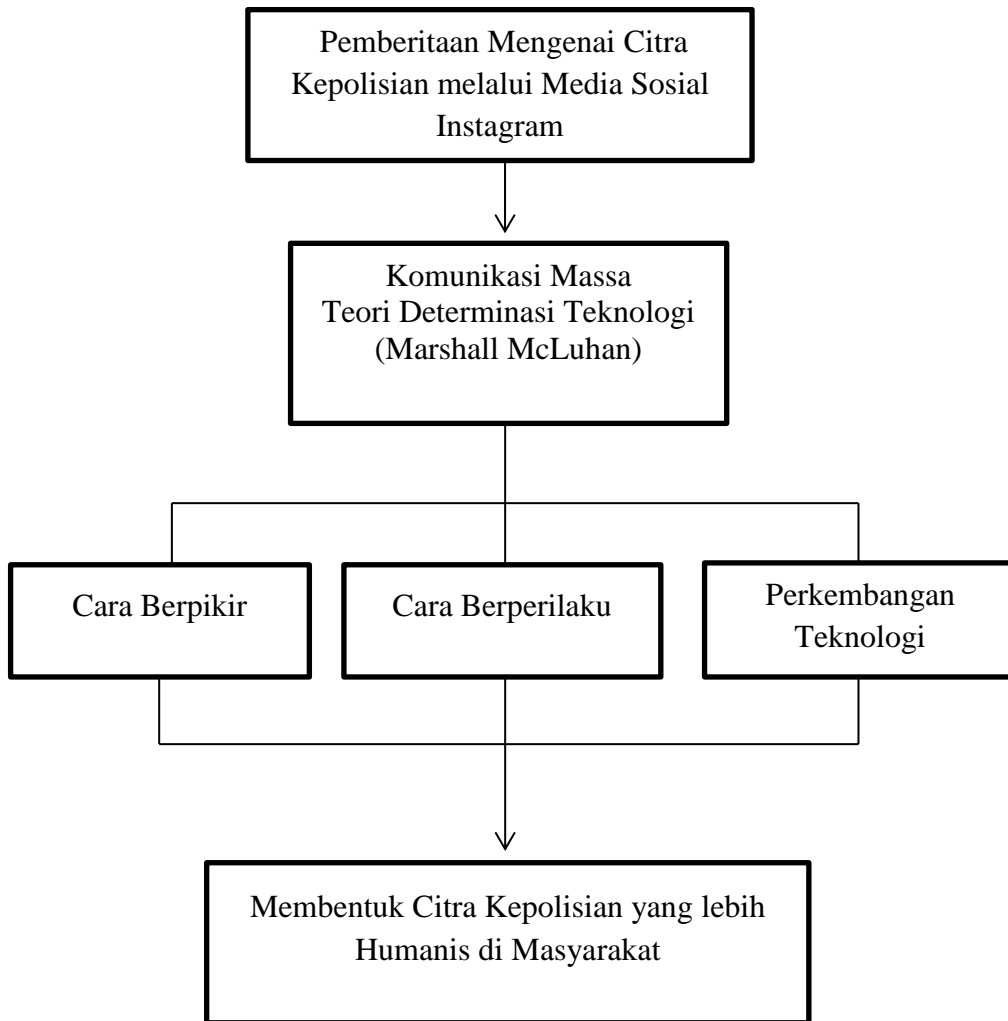 Pemberitaan Mengenai Citra
Kepolisian melalui Media Sosial
Instagram
Komunikasi Massa
Teori Determinasi Teknologi
(Marshall McLuhan)
Cara Berpikir
Cara Berperilaku
Perkembangan
Teknologi
Membentuk Citra Kepolisian yang lebih
Humanis di Masyarakat